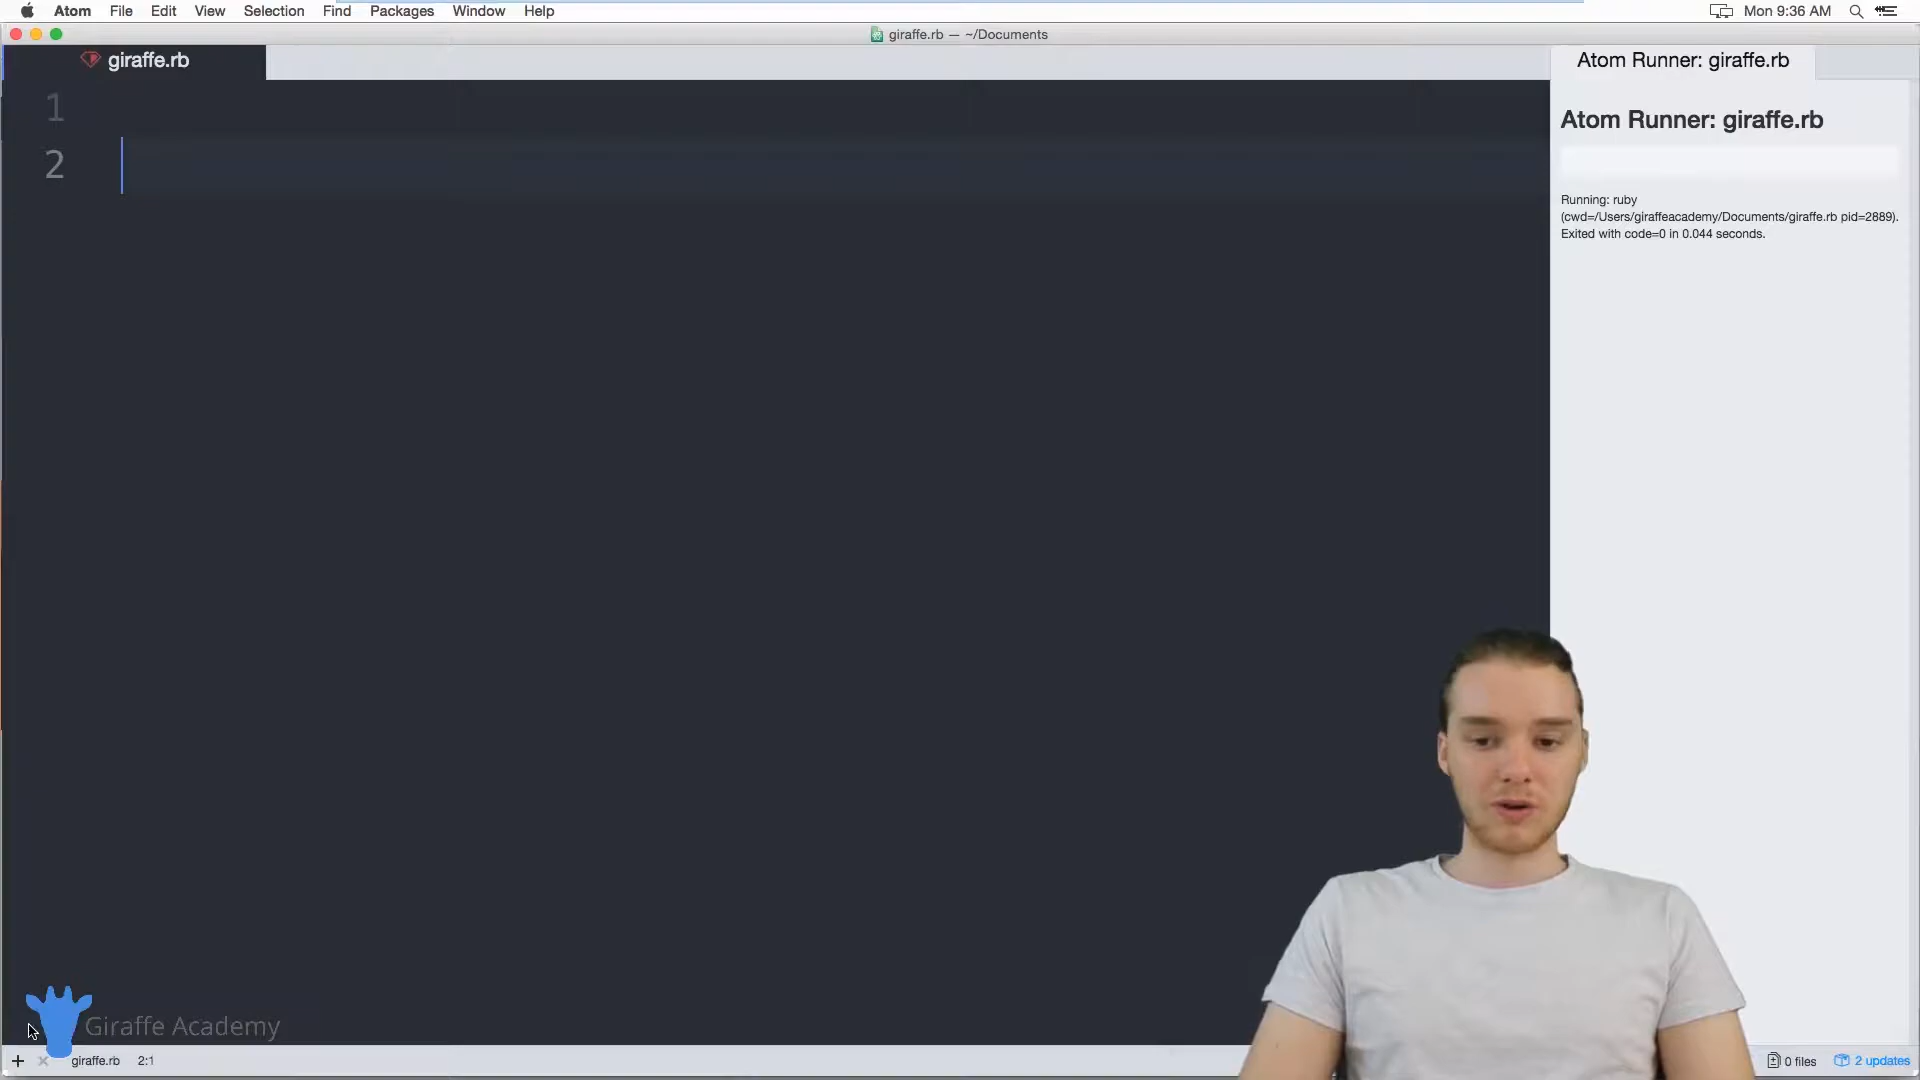 Atom File Edit View Selection Find Packages Window Help
Mon 9:36 AM
giraffe.rb — ~/Documents
giraffe.rb
Atom Runner: giraffe.rb
1
2
Atom Runner: giraffe.rb
Running: ruby
(cwd=/Users/giraffeacademy/Documents/giraffe.rb pid=2889).
Exited with code=0 in 0.044 seconds.
Giraffe Academy
+ × giraffe.rb 2:1
0 files 2 updates